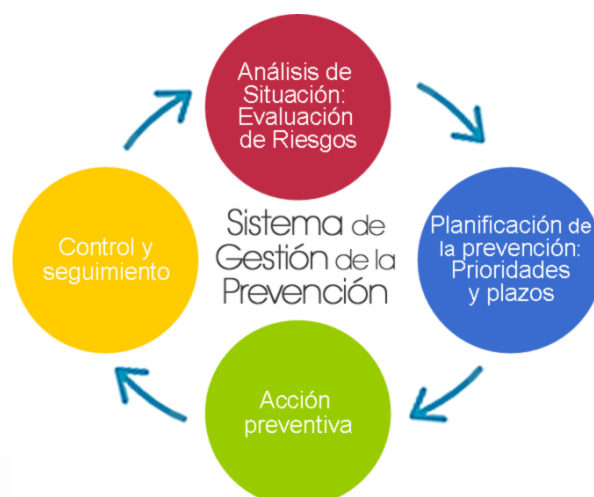 Análisis de
Situación:
Evaluación
de Riesgos
Planificación de
la prevención:
Prioridades
y plazos
Acción
preventiva
Control y
seguimiento
Sistema de
Gestión de la
Prevención